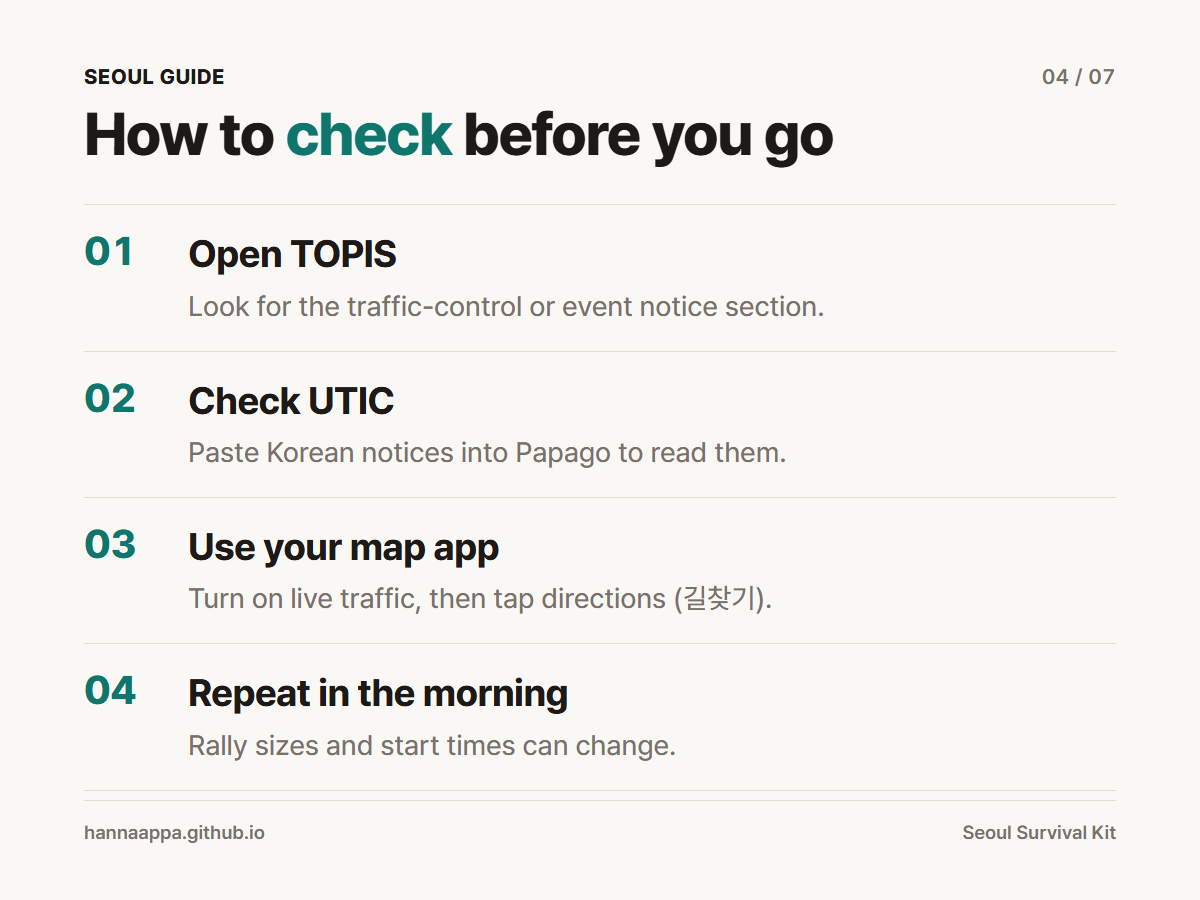 SEOUL GUIDE
04 / 07
How to check before you go
01
Open TOPIS
Look for the traffic-control or event notice section.
02
Check UTIC
Paste Korean notices into Papago to read them.
03
Use your map app
Turn on live traffic, then tap directions (길찾기).
04
Repeat in the morning
Rally sizes and start times can change.
hannaappa.github.io
Seoul Survival Kit